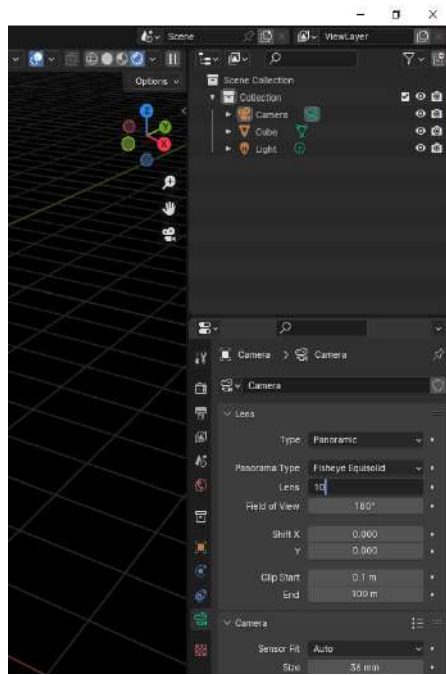 Scene
ViewLayer
Options
Z
Y
X
Scene Collection
Collection
Camera
Cube
Light
Camera > Camera
Camera
Lens
Type Panoramic
Panorama Type Fisheye Equisolid
Lens 10
Field of View 180°
Shift X 0.000
Y 0.000
Clip Start 0.1 m
End 100 m
Camera
Sensor Fit Auto
Size 36 mm